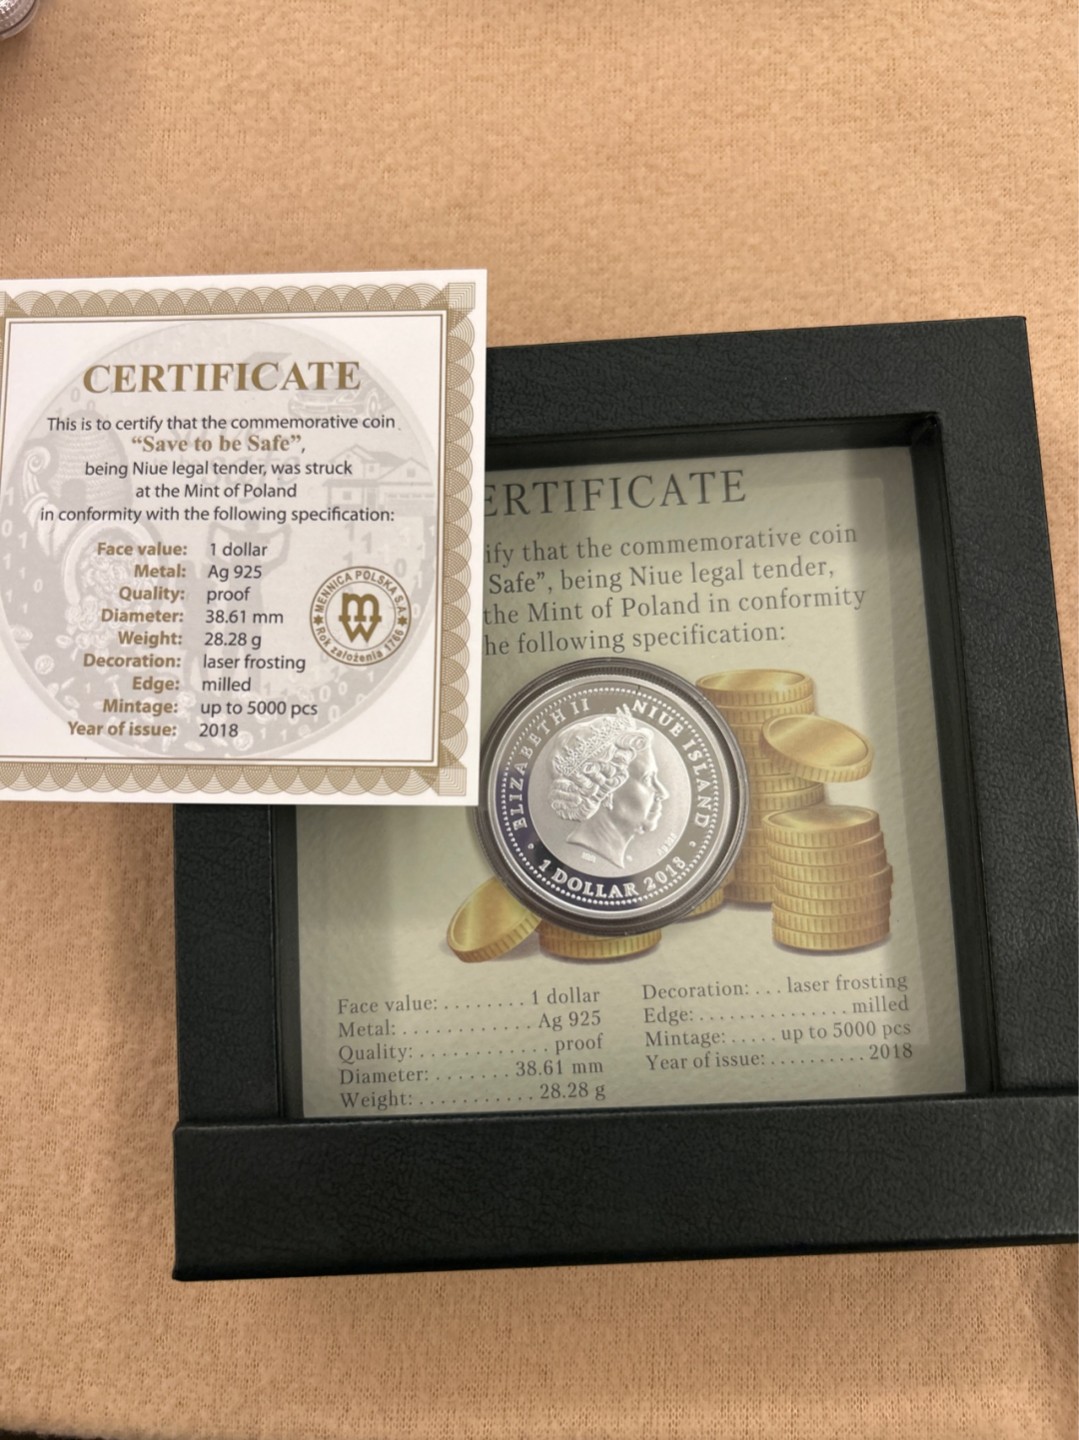 CERTIFICATE
This is to certify that the commemorative coin
“Save to be Safe”,
being Niue legal tender, was struck
at the Mint of Poland
in conformity with the following specification:
Face value: 1 dollar
Metal: Ag 925
Quality: proof
Diameter: 38.61 mm
Weight: 28.28 g
Decoration: laser frosting
Edge: milled
Mintage: up to 5000 pcs
Year of issue: 2018
MENNICA POLSKA S.A.
Rok założenia 1766
ERTIFICATE
ify that the commemorative coin
Safe”, being Niue legal tender,
the Mint of Poland in conformity
he following specification:
ELIZABETH II NIUE ISLAND
1 DOLLAR 2018
Face value:........ 1 dollar
Metal:............ Ag 925
Quality:............ proof
Diameter:....... 38.61 mm
Weight:........... 28.28 g
Decoration:... laser frosting
Edge:............... milled
Mintage:..... up to 5000 pcs
Year of issue:.......... 2018